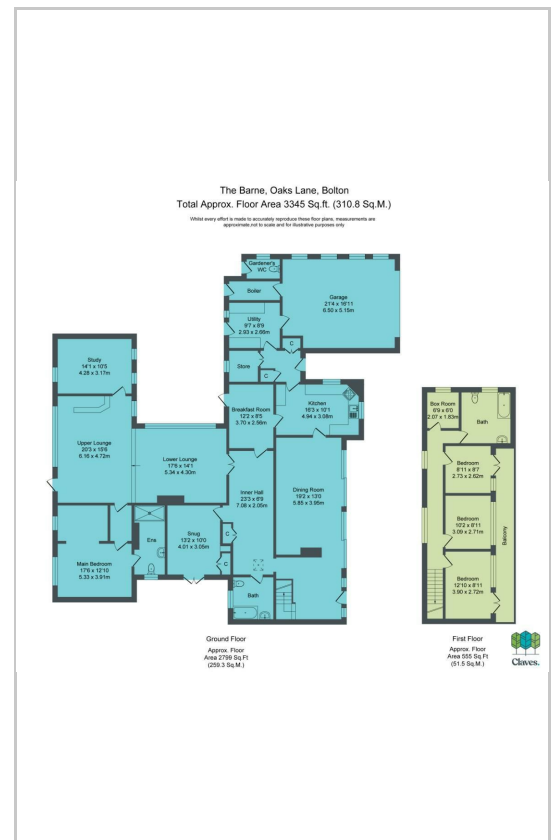 The Barne, Oaks Lane, Bolton
Total Approx. Floor Area 3345 Sq.ft. (310.8 Sq.M.)
Whilst every effort is made to accurately reproduce these floor plans, measurements are
approximate,not to scale and for illustrative purposes only
Gardener's
WC
Boiler
Garage
21'4 x 16'11
6.50 x 5.15m
Utility
9'7 x 8'9
2.93 x 2.66m
C
Store
C
Study
14'1 x 10'5
4.28 x 3.17m
Kitchen
16'3 x 10'1
4.94 x 3.08m
Breakfast Room
12'2 x 8'5
3.70 x 2.56m
Upper Lounge
20'3 x 15'6
6.16 x 4.72m
Lower Lounge
17'6 x 14'1
5.34 x 4.30m
Dining Room
19'2 x 13'0
5.85 x 3.95m
Inner Hall
23'3 x 6'9
7.08 x 2.05m
Snug
13'2 x 10'0
4.01 x 3.05m
C
C
Ens
Main Bedroom
17'6 x 12'10
5.33 x 3.91m
Bath
Ground Floor
Approx. Floor
Area 2799 Sq.Ft
(259.3 Sq.M.)
Box Room
6'9 x 6'0
2.07 x 1.83m
Bath
Bedroom
8'11 x 8'7
2.73 x 2.62m
Bedroom
10'2 x 8'11
3.09 x 2.71m
Balcony
Bedroom
12'10 x 8'11
3.90 x 2.72m
First Floor
Approx. Floor
Area 555 Sq.Ft
(51.5 Sq.M.)
Claves.